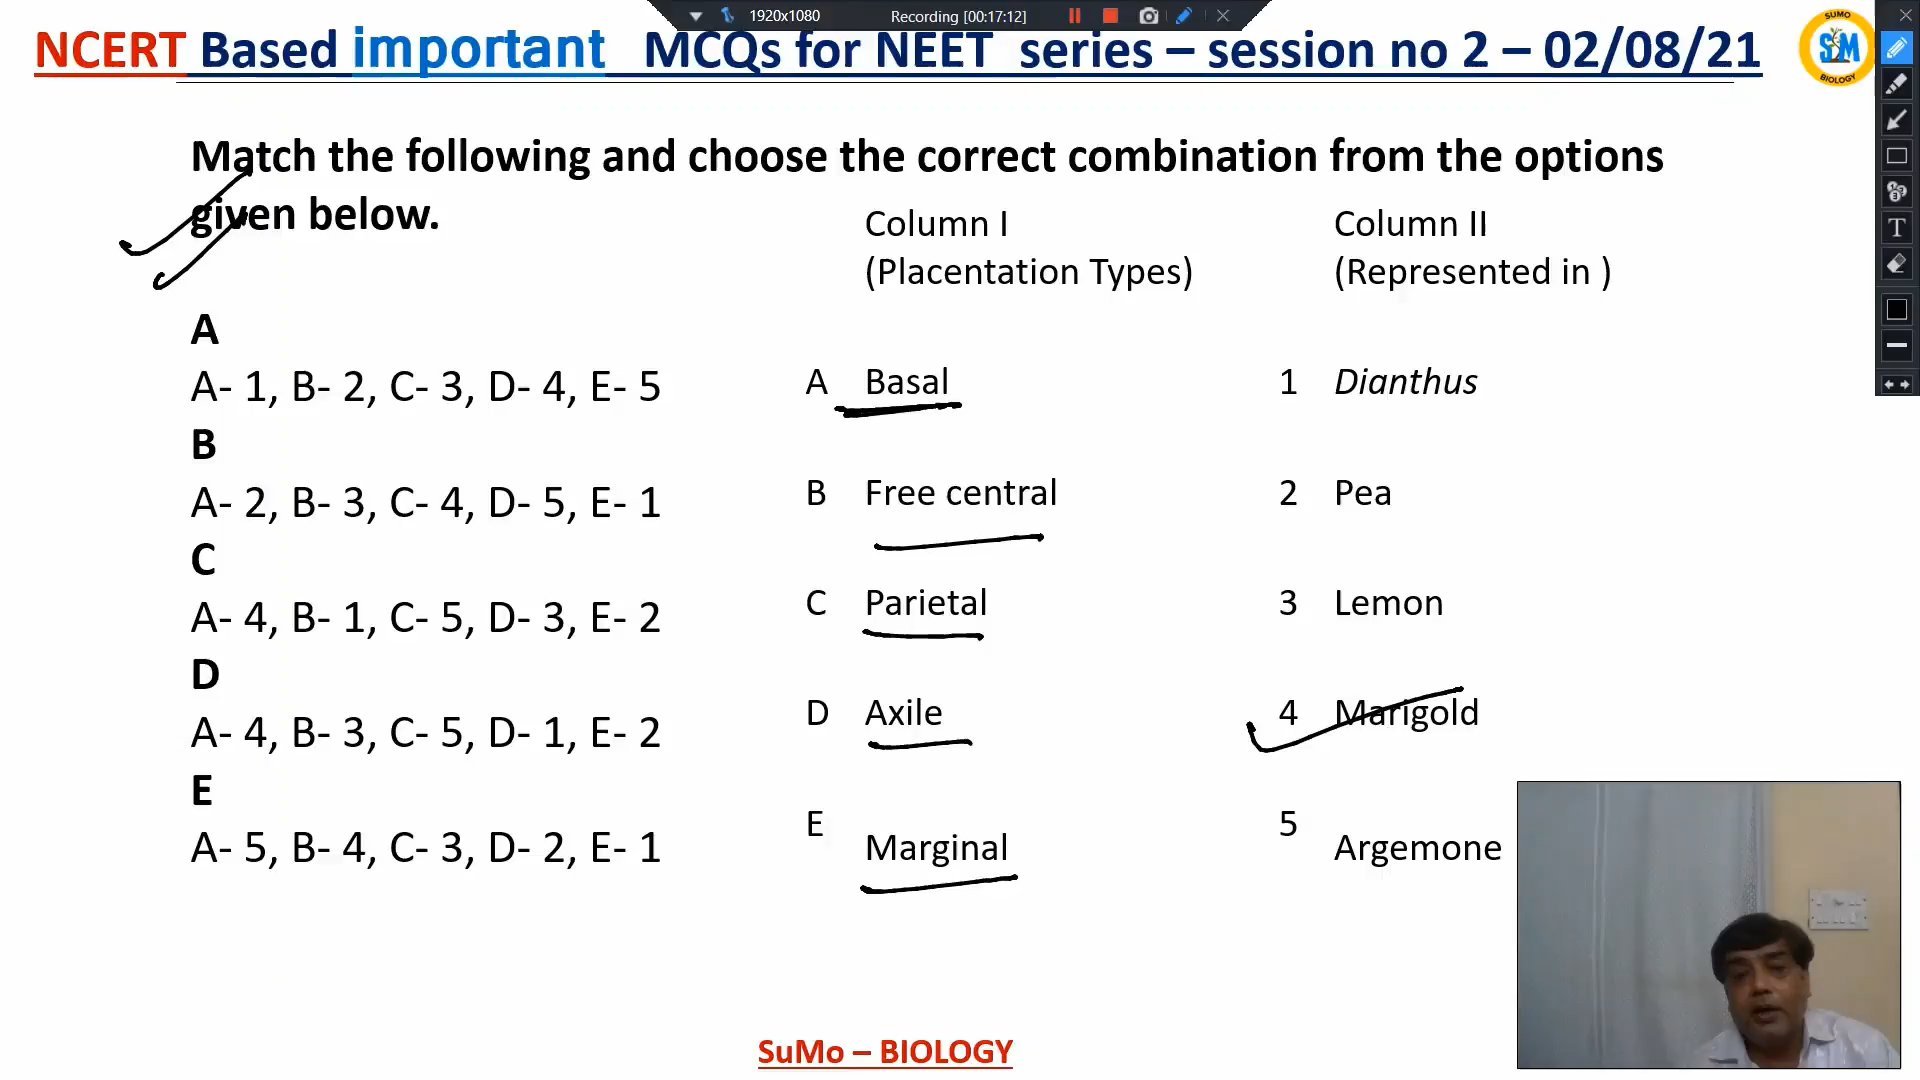 1920x1080 Recording [00:17:12]
NCERT Based important MCQs for NEET series – session no 2 – 02/08/21
SUMO
SM
BIOLOGY
Match the following and choose the correct combination from the options
given below.
Column I Column II
(Placentation Types) (Represented in )
A
A- 1, B- 2, C- 3, D- 4, E- 5
B
A- 2, B- 3, C- 4, D- 5, E- 1
C
A- 4, B- 1, C- 5, D- 3, E- 2
D
A- 4, B- 3, C- 5, D- 1, E- 2
E
A- 5, B- 4, C- 3, D- 2, E- 1
A Basal 1 Dianthus
B Free central 2 Pea
C Parietal 3 Lemon
D Axile 4 Marigold
E Marginal 5 Argemone
T
SuMo – BIOLOGY